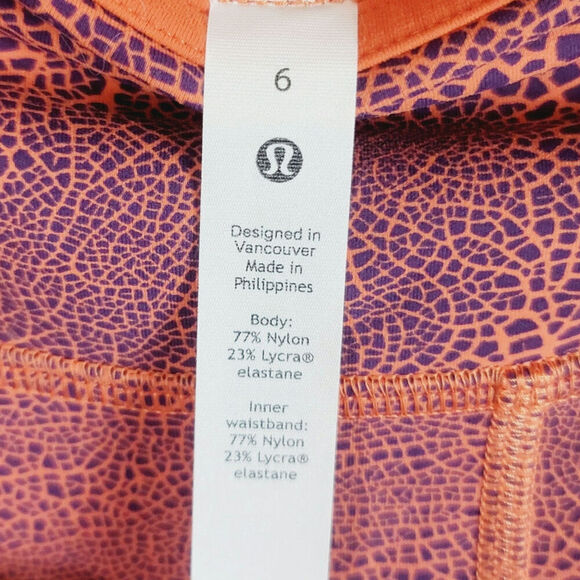 6
Designed in
Vancouver
Made in
Philippines
Body:
77% Nylon
23% Lycra®
elastane
Inner
waistband:
77% Nylon
23% Lycra®
elastane